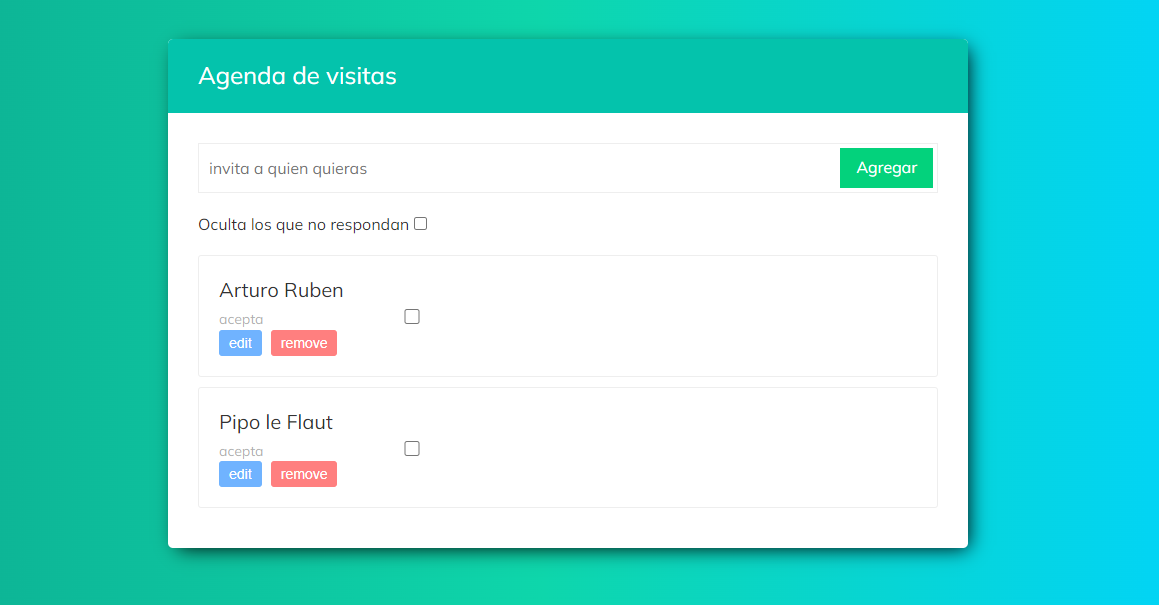 Agenda de visitas
invita a quien quieras
Agregar
Oculta los que no respondan
Arturo Ruben
acepta
edit remove
Pipo le Flaut
acepta
edit remove